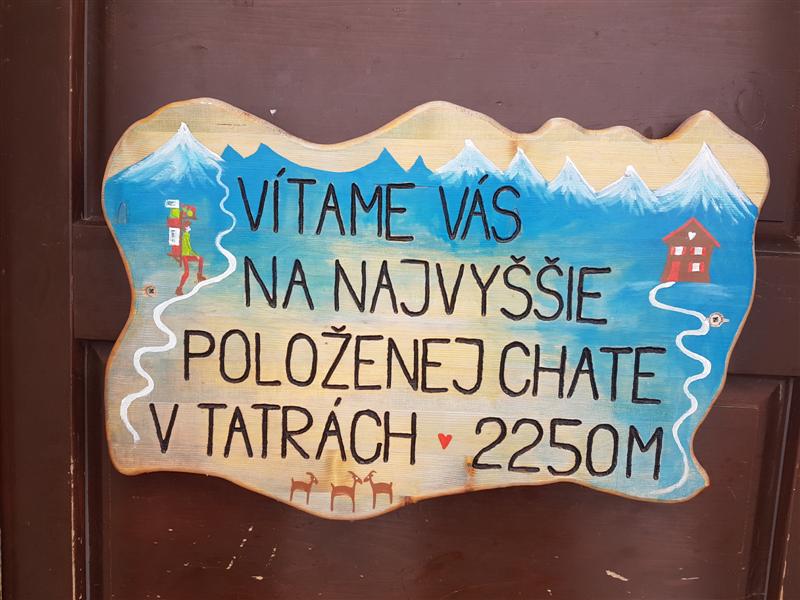 VÍTAME VÁS
NA NAJVYŠŠIE
POLOŽENEJ CHATE
V TATRÁCH ♥ 2250M